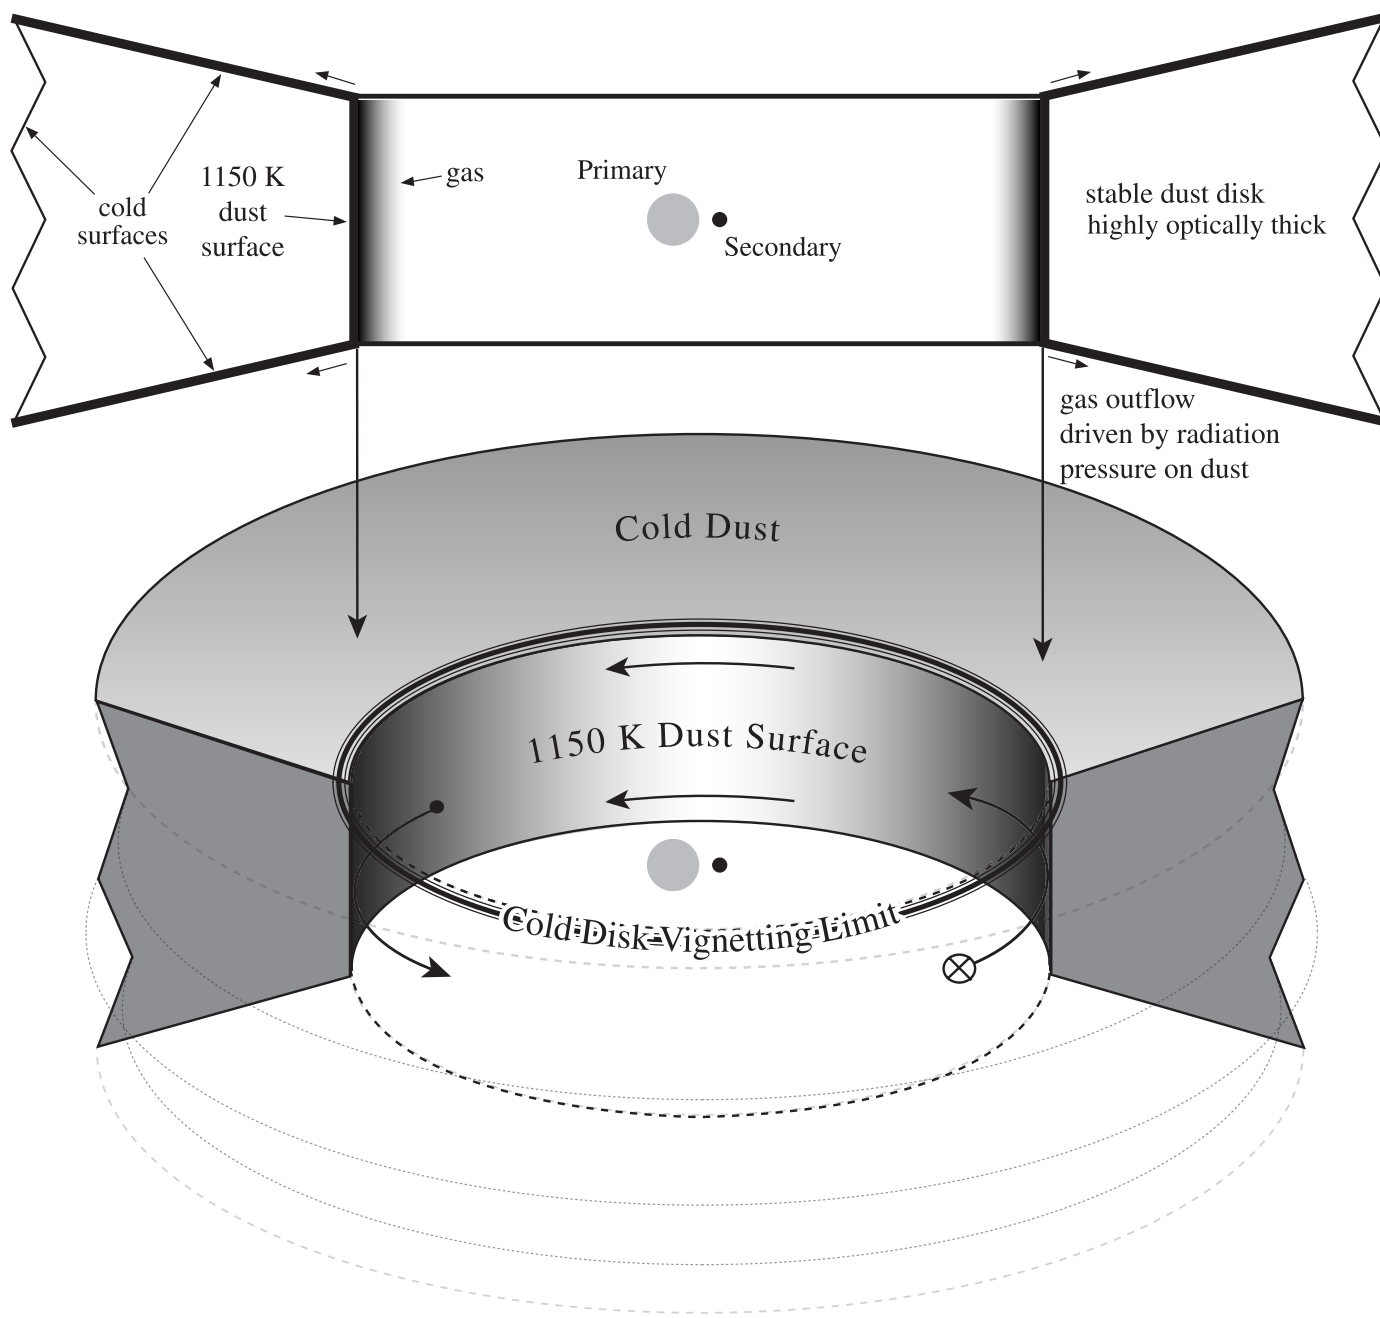 1150 K
dust
surface
cold
surfaces
gas
Primary
Secondary
stable dust disk
highly optically thick
gas outflow
driven by radiation
pressure on dust
Cold Dust
1150 K Dust Surface
Cold Disk Vignetting Limit